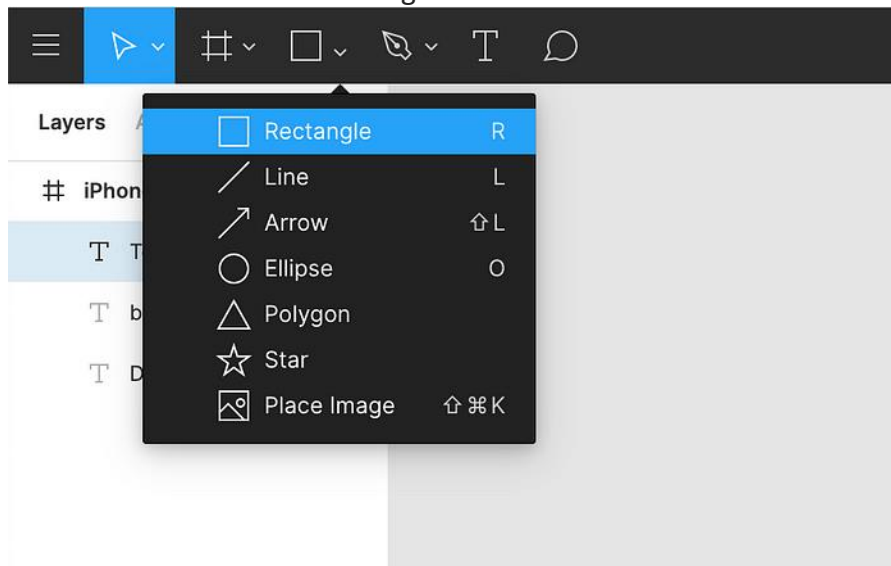 Layers
Rectangle R
Line L
Arrow ⇧L
Ellipse O
Polygon
Star
Place Image ⇧⌘K
iPhon
T
b
D